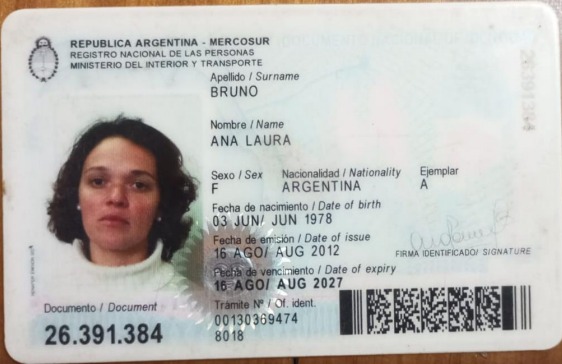 REPUBLICA ARGENTINA - MERCOSUR
REGISTRO NACIONAL DE LAS PERSONAS
MINISTERIO DEL INTERIOR Y TRANSPORTE
Apellido / Surname
BRUNO
Nombre / Name
ANA LAURA
Sexo / Sex Nacionalidad / Nationality Ejemplar
F ARGENTINA A
Fecha de nacimiento / Date of birth
03 JUN/ JUN 1978
Fecha de emisión / Date of issue
16 AGO/ AUG 2012
FIRMA IDENTIFICADO/ SIGNATURE
Fecha de vencimiento / Date of expiry
16 AGO/ AUG 2027
Documento / Document
26.391.384
Trámite Nº / Of. ident.
00130369474
8018